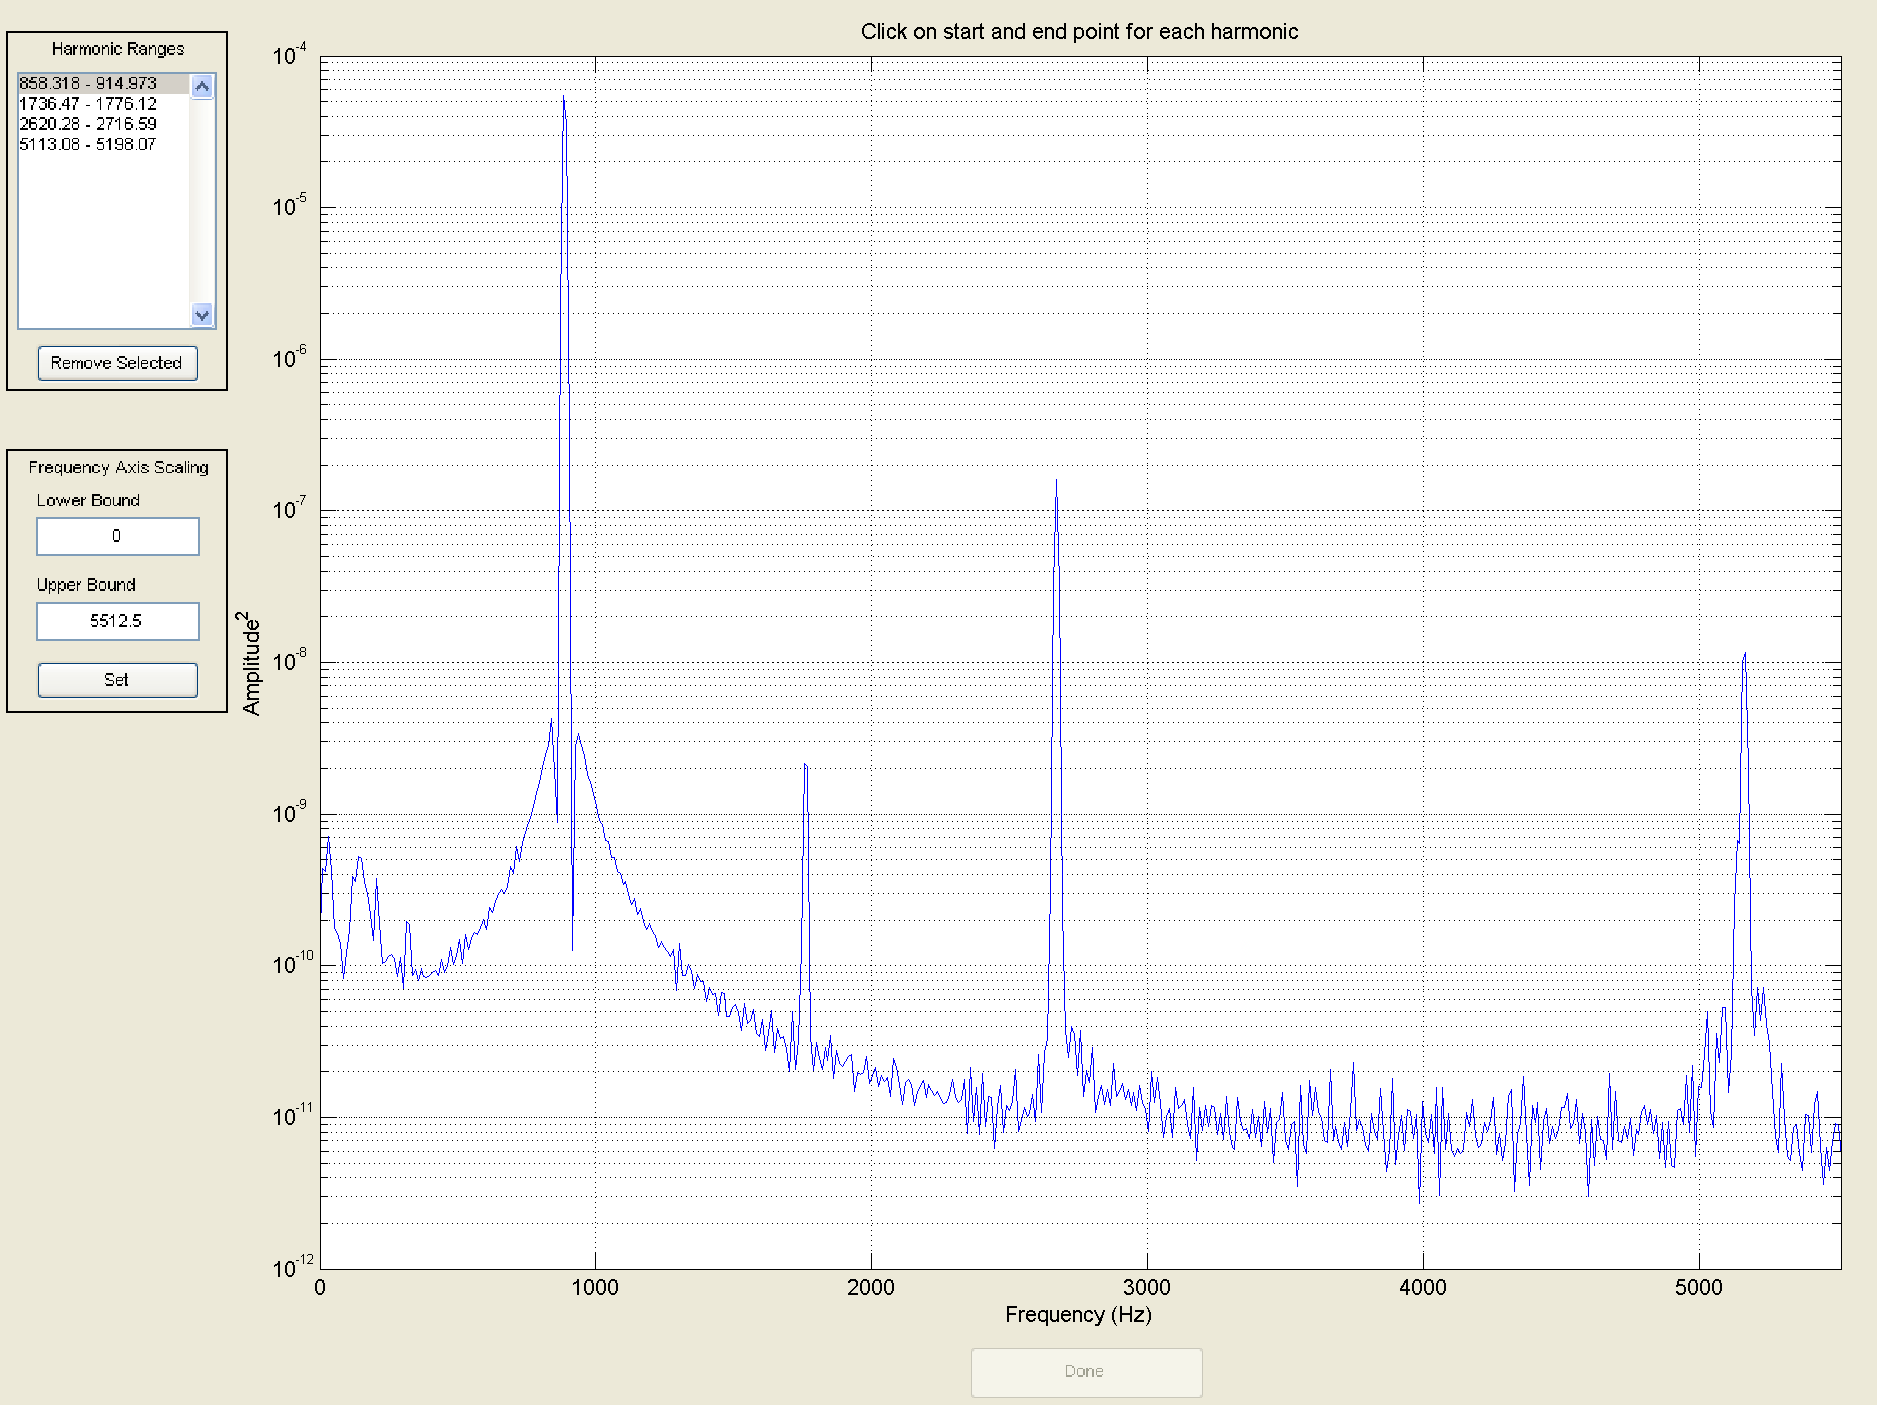 Click on start and end point for each harmonic
Harmonic Ranges
858.318 - 914.973
1736.47 - 1776.12
2620.28 - 2716.59
5113.08 - 5198.07
Remove Selected
Frequency Axis Scaling
Lower Bound
0
Upper Bound
5512.5
Set
Amplitude²
10⁻⁴
10⁻⁵
10⁻⁶
10⁻⁷
10⁻⁸
10⁻⁹
10⁻¹⁰
10⁻¹¹
10⁻¹²
0 1000 2000 3000 4000 5000
Frequency (Hz)
Done